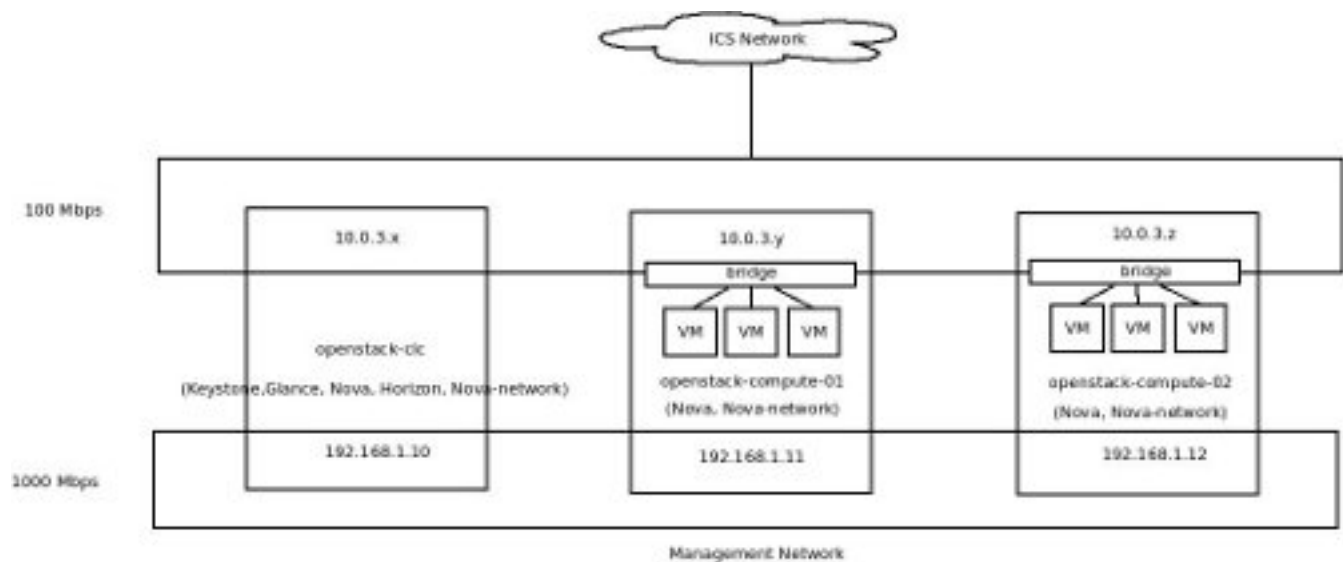 ICS Network
100 Mbps
10.0.3.x
10.0.3.y
10.0.3.z
bridge
bridge
VM VM VM
VM VM VM
openstack-clc
(Keystone,Glance, Nova, Horizon, Nova-network)
openstack-compute-01
(Nova, Nova-network)
openstack-compute-02
(Nova, Nova-network)
192.168.1.10
192.168.1.11
192.168.1.12
1000 Mbps
Management Network